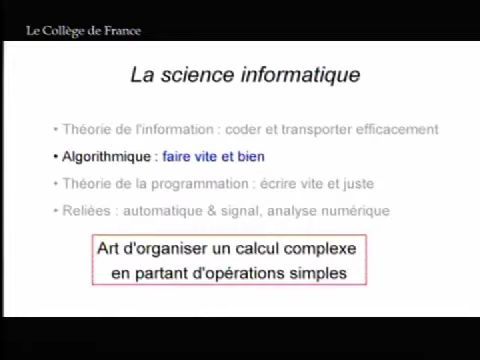 Le Collège de France
La science informatique
• Théorie de l'information : coder et transporter efficacement
• Algorithmique : faire vite et bien
• Théorie de la programmation : écrire vite et juste
• Reliées : automatique & signal, analyse numérique
Art d'organiser un calcul complexe
en partant d'opérations simples